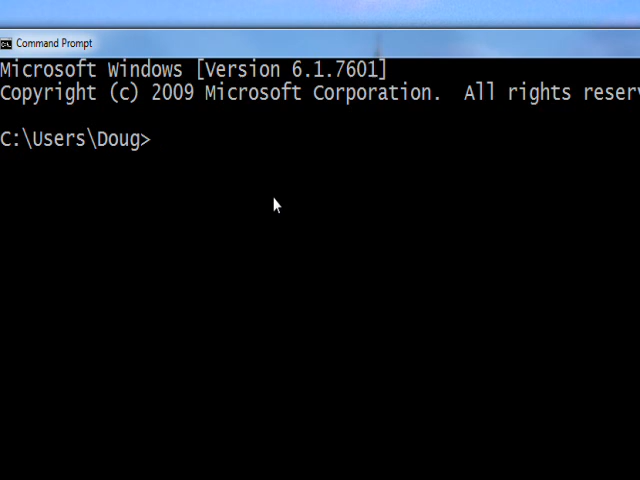 Command Prompt
Microsoft Windows [Version 6.1.7601]
Copyright (c) 2009 Microsoft Corporation.  All rights reserv
C:\Users\Doug>